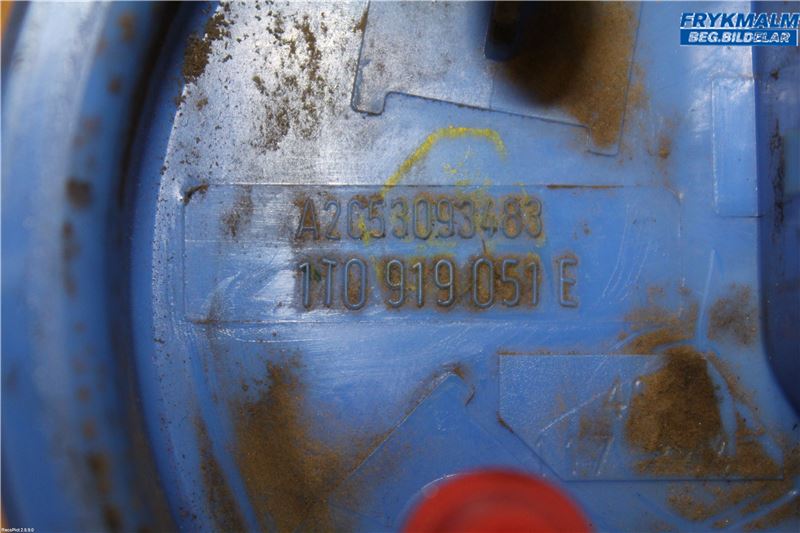 FRYKMALM
BEG.BILDELAR
A2C53093483
1T0 919 051 E